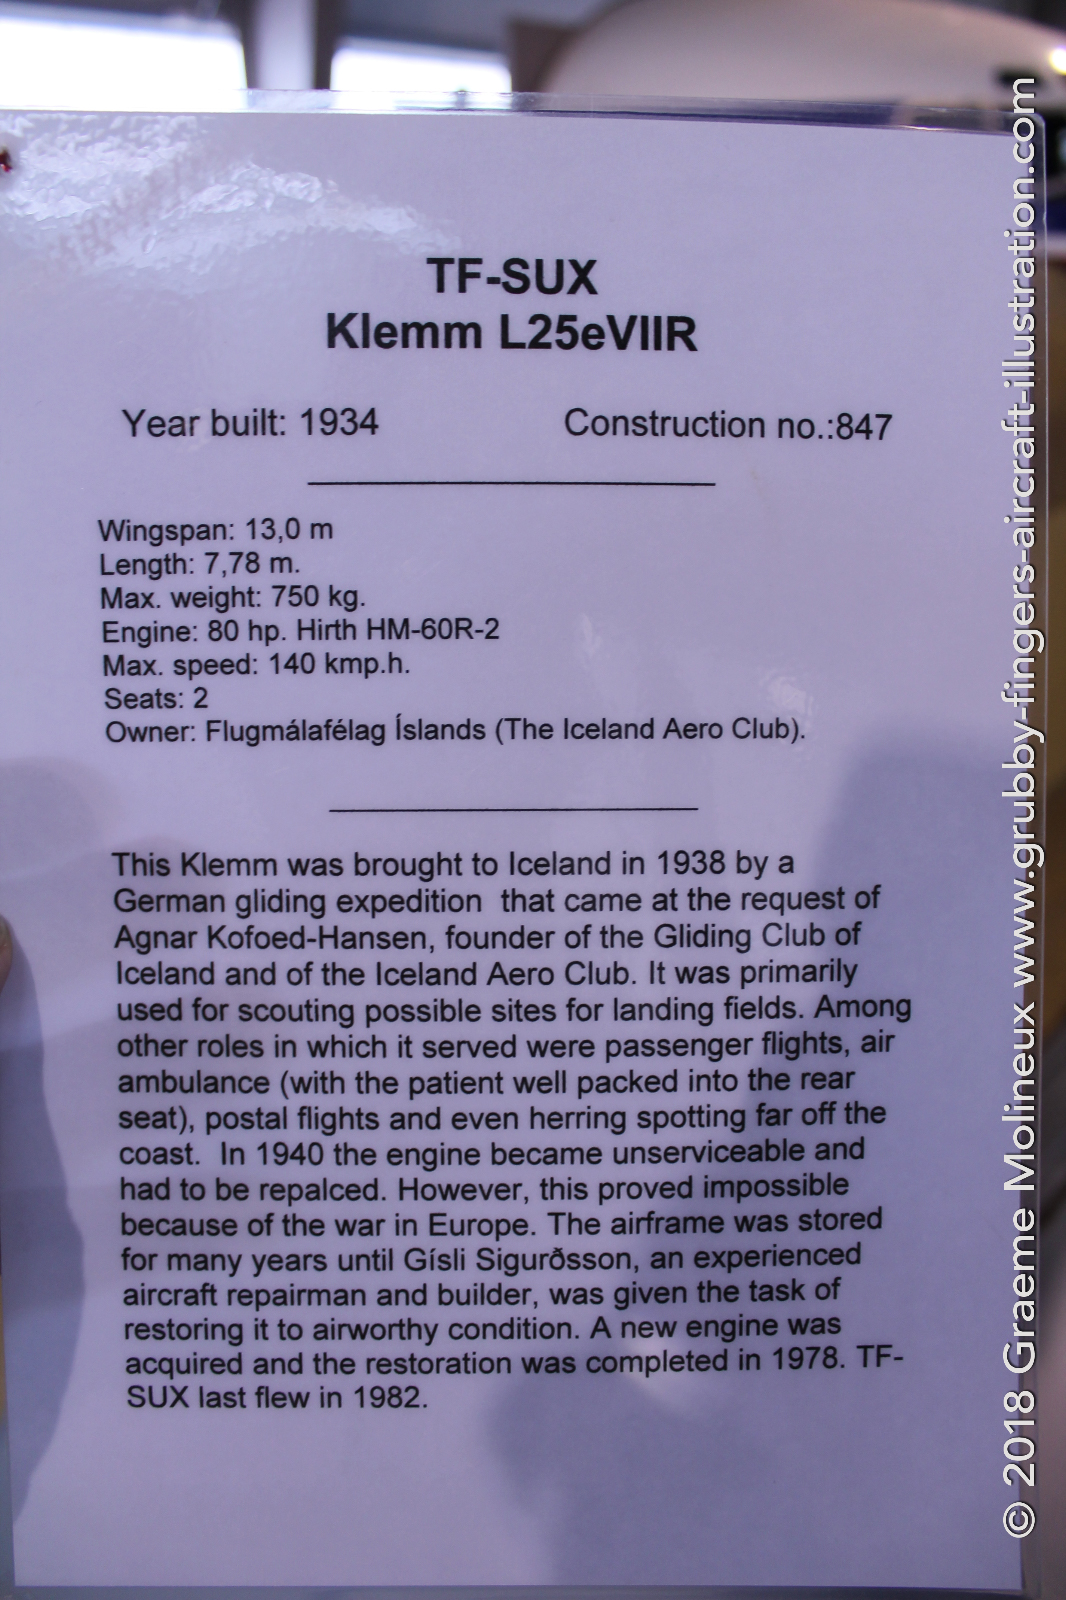 TF-SUX
Klemm L25eVIIR
Year built: 1934 Construction no.:847
Wingspan: 13,0 m
Length: 7,78 m.
Max. weight: 750 kg.
Engine: 80 hp. Hirth HM-60R-2
Max. speed: 140 kmp.h.
Seats: 2
Owner: Flugmálafélag Íslands (The Iceland Aero Club).
This Klemm was brought to Iceland in 1938 by a
German gliding expedition that came at the request of
Agnar Kofoed-Hansen, founder of the Gliding Club of
Iceland and of the Iceland Aero Club. It was primarily
used for scouting possible sites for landing fields. Among
other roles in which it served were passenger flights, air
ambulance (with the patient well packed into the rear
seat), postal flights and even herring spotting far off the
coast. In 1940 the engine became unserviceable and
had to be repalced. However, this proved impossible
because of the war in Europe. The airframe was stored
for many years until Gísli Sigurðsson, an experienced
aircraft repairman and builder, was given the task of
restoring it to airworthy condition. A new engine was
acquired and the restoration was completed in 1978. TF-
SUX last flew in 1982.
© 2018 Graeme Molineux www.grubby-fingers-aircraft-illustration.com